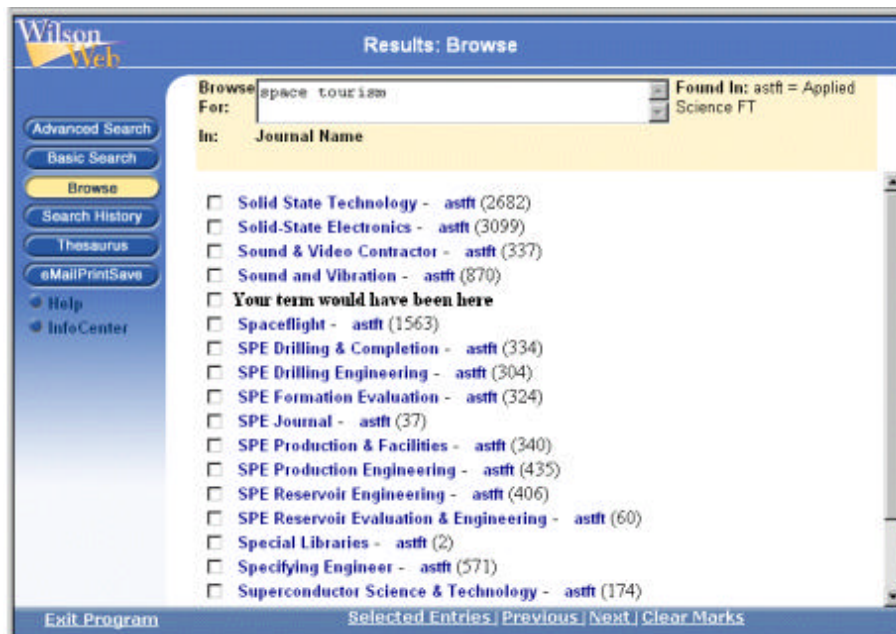 Wilson
Web
Results: Browse
Browse For:
space tourism
Found In: astft = Applied
Science FT
In: Journal Name
Advanced Search
Basic Search
Browse
Search History
Thesaurus
eMailPrintSave
Help
InfoCenter
Solid State Technology - astft (2682)
Solid-State Electronics - astft (3099)
Sound & Video Contractor - astft (337)
Sound and Vibration - astft (870)
Your term would have been here
Spaceflight - astft (1563)
SPE Drilling & Completion - astft (334)
SPE Drilling Engineering - astft (304)
SPE Formation Evaluation - astft (324)
SPE Journal - astft (37)
SPE Production & Facilities - astft (340)
SPE Production Engineering - astft (435)
SPE Reservoir Engineering - astft (406)
SPE Reservoir Evaluation & Engineering - astft (60)
Special Libraries - astft (2)
Specifying Engineer - astft (571)
Superconductor Science & Technology - astft (174)
Exit Program
Selected Entries | Previous | Next | Clear Marks